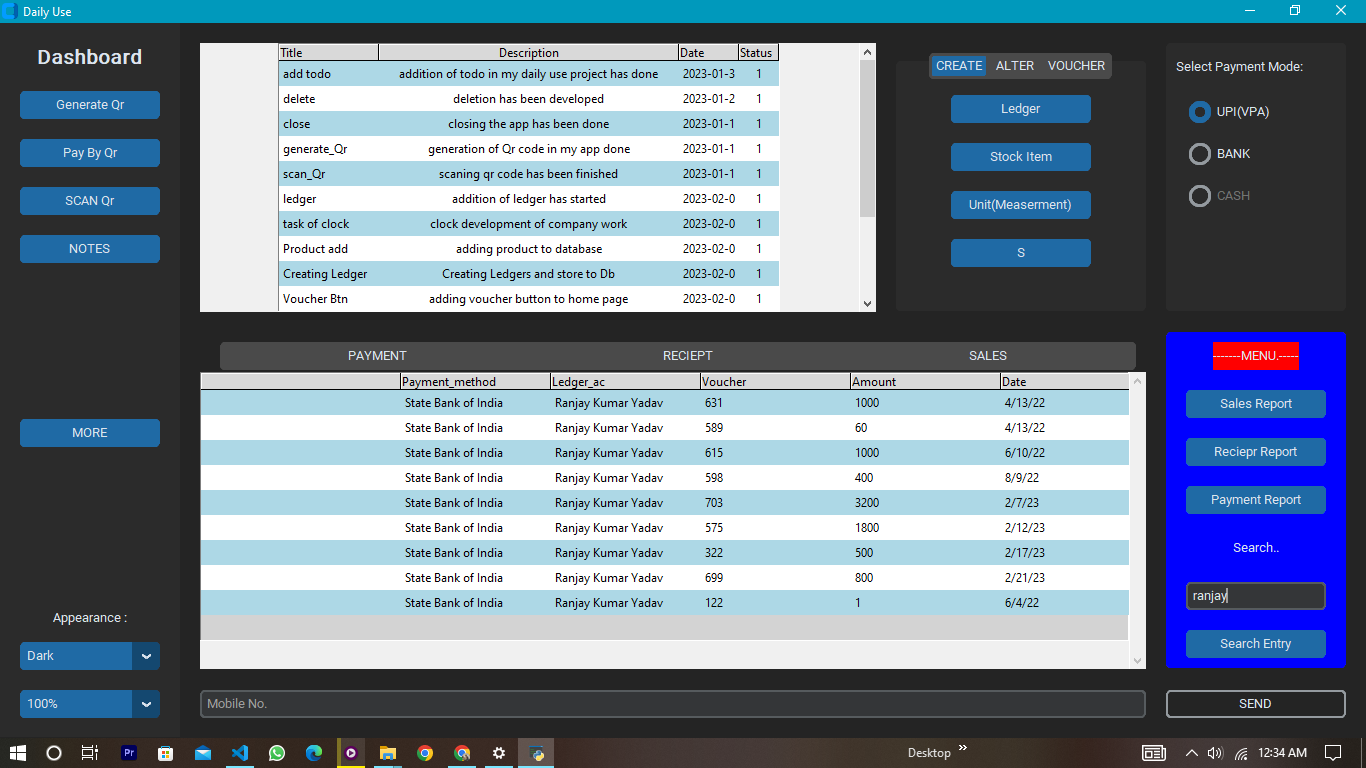 Daily Use
Dashboard
Generate Qr
Pay By Qr
SCAN Qr
NOTES
MORE
Appearance :
Dark
100%
Title Description Date Status
add todo addition of todo in my daily use project has done 2023-01-3 1
delete deletion has been developed 2023-01-2 1
close closing the app has been done 2023-01-1 1
generate_Qr generation of Qr code in my app done 2023-01-1 1
scan_Qr scaning qr code has been finished 2023-01-1 1
ledger addition of ledger has started 2023-02-0 1
task of clock clock development of company work 2023-02-0 1
Product add adding product to database 2023-02-0 1
Creating Ledger Creating Ledgers and store to Db 2023-02-0 1
Voucher Btn adding voucher button to home page 2023-02-0 1
CREATE ALTER VOUCHER
Ledger
Stock Item
Unit(Measerment)
S
Select Payment Mode:
UPI(VPA)
BANK
CASH
PAYMENT RECIEPT SALES
Payment_method Ledger_ac Voucher Amount Date
State Bank of India Ranjay Kumar Yadav 631 1000 4/13/22
State Bank of India Ranjay Kumar Yadav 589 60 4/13/22
State Bank of India Ranjay Kumar Yadav 615 1000 6/10/22
State Bank of India Ranjay Kumar Yadav 598 400 8/9/22
State Bank of India Ranjay Kumar Yadav 703 3200 2/7/23
State Bank of India Ranjay Kumar Yadav 575 1800 2/12/23
State Bank of India Ranjay Kumar Yadav 322 500 2/17/23
State Bank of India Ranjay Kumar Yadav 699 800 2/21/23
State Bank of India Ranjay Kumar Yadav 122 1 6/4/22
-------MENU.-----
Sales Report
Reciepr Report
Payment Report
Search..
ranjay
Search Entry
Mobile No.
SEND
Pr
Desktop »
12:34 AM